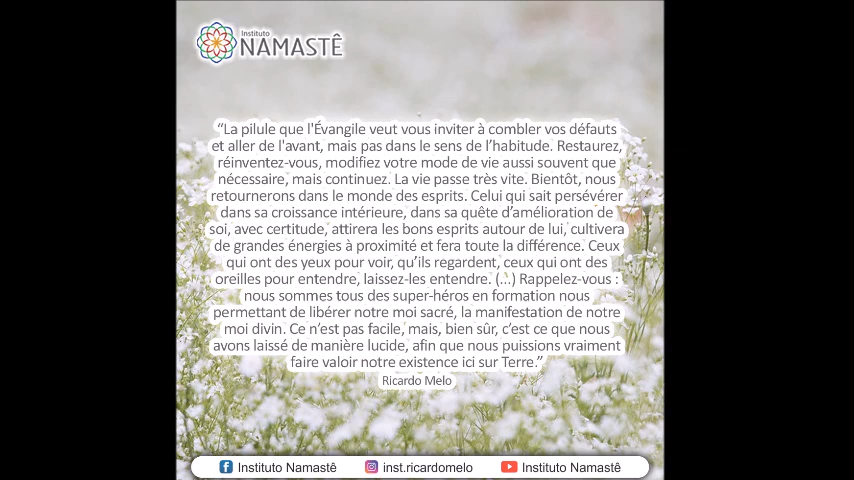 Instituto
NAMASTÊ
“La pilule que l'Évangile veut vous inviter à combler vos défauts
et aller de l'avant, mais pas dans le sens de l’habitude. Restaurez,
réinventez-vous, modifiez votre mode de vie aussi souvent que
nécessaire, mais continuez. La vie passe très vite. Bientôt, nous
retournerons dans le monde des esprits. Celui qui sait persévérer
dans sa croissance intérieure, dans sa quête d’amélioration de
soi, avec certitude, attirera les bons esprits autour de lui, cultivera
de grandes énergies à proximité et fera toute la différence. Ceux
qui ont des yeux pour voir, qu’ils regardent, ceux qui ont des
oreilles pour entendre, laissez-les entendre. (...) Rappelez-vous :
nous sommes tous des super-héros en formation nous
permettant de libérer notre moi sacré, la manifestation de notre
moi divin. Ce n’est pas facile, mais, bien sûr, c’est ce que nous
avons laissé de manière lucide, afin que nous puissions vraiment
faire valoir notre existence ici sur Terre.”
Ricardo Melo
Instituto Namastê inst.ricardomelo Instituto Namastê